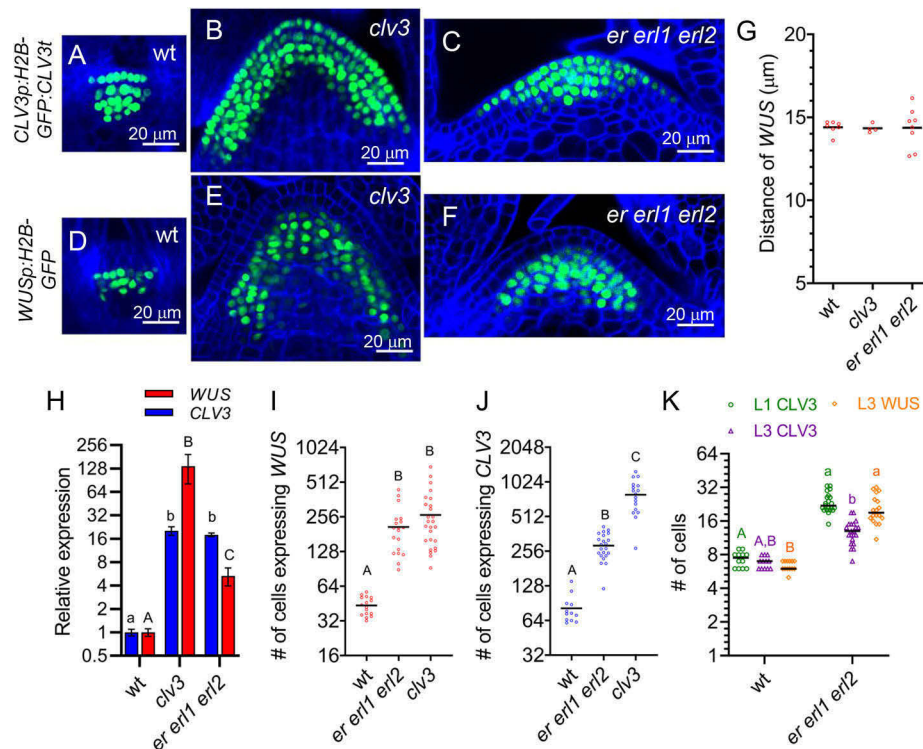 CLV3p:H2B-
GFP:CLV3t
A
wt
20 μm
B
clv3
20 μm
C
er erl1 erl2
20 μm
WUSp:H2B-
GFP
D
wt
20 μm
E
clv3
20 μm
F
er erl1 erl2
20 μm
G
Distance of WUS (μm)
20
15
10
5
wt
clv3
er erl1 erl2
H
WUS
CLV3
Relative expression
256
128
64
32
16
8
4
2
1
0.5
a
A
b
B
b
C
wt
clv3
er erl1 erl2
I
# of cells expressing WUS
1024
512
256
128
64
32
16
A
B
B
wt
er erl1 erl2
clv3
J
# of cells expressing CLV3
2048
1024
512
256
128
64
32
A
B
C
wt
er erl1 erl2
clv3
K
L1 CLV3
L3 WUS
L3 CLV3
# of cells
64
32
16
8
4
2
1
A
A,B
B
a
b
a
wt
er erl1 erl2